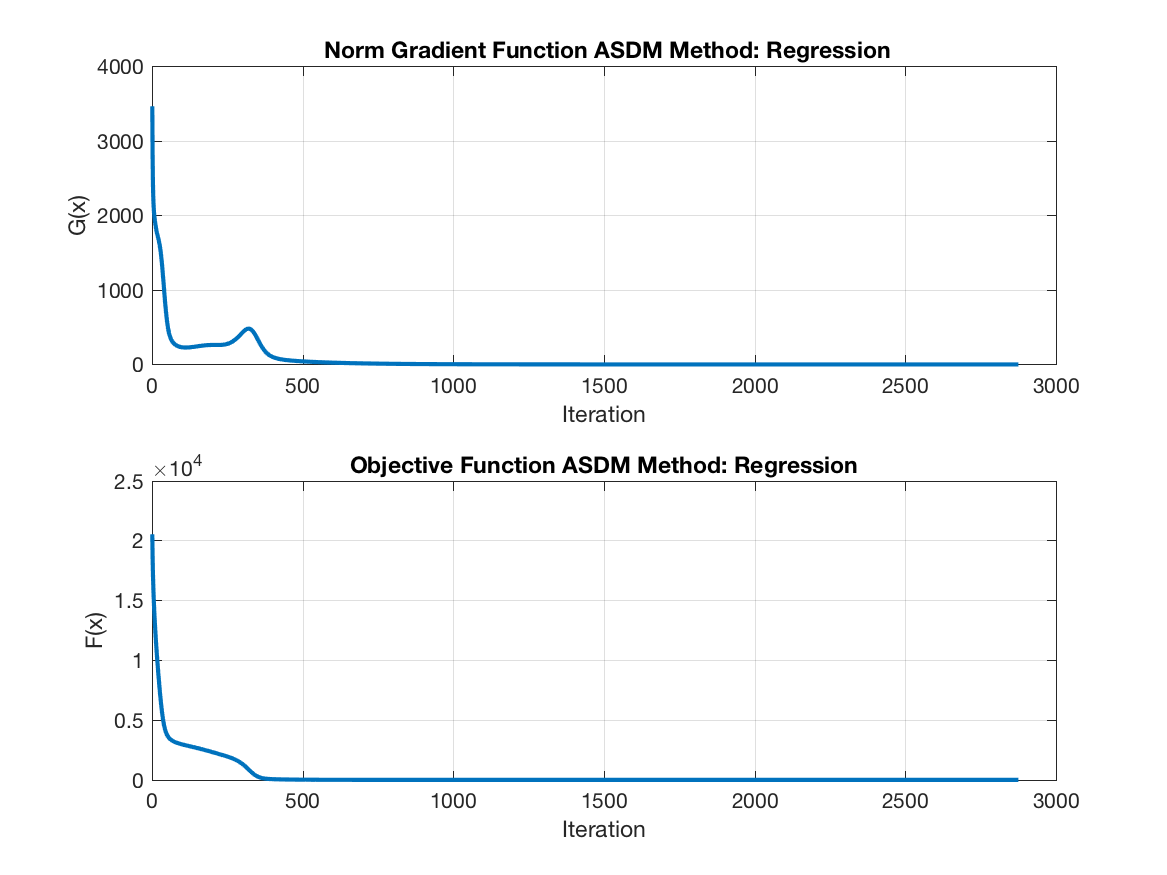 Norm Gradient Function ASDM Method: Regression
4000
3000
2000
1000
0
G(x)
0 500 1000 1500 2000 2500 3000
Iteration
Objective Function ASDM Method: Regression
×10^4
2.5
2
1.5
1
0.5
0
F(x)
0 500 1000 1500 2000 2500 3000
Iteration